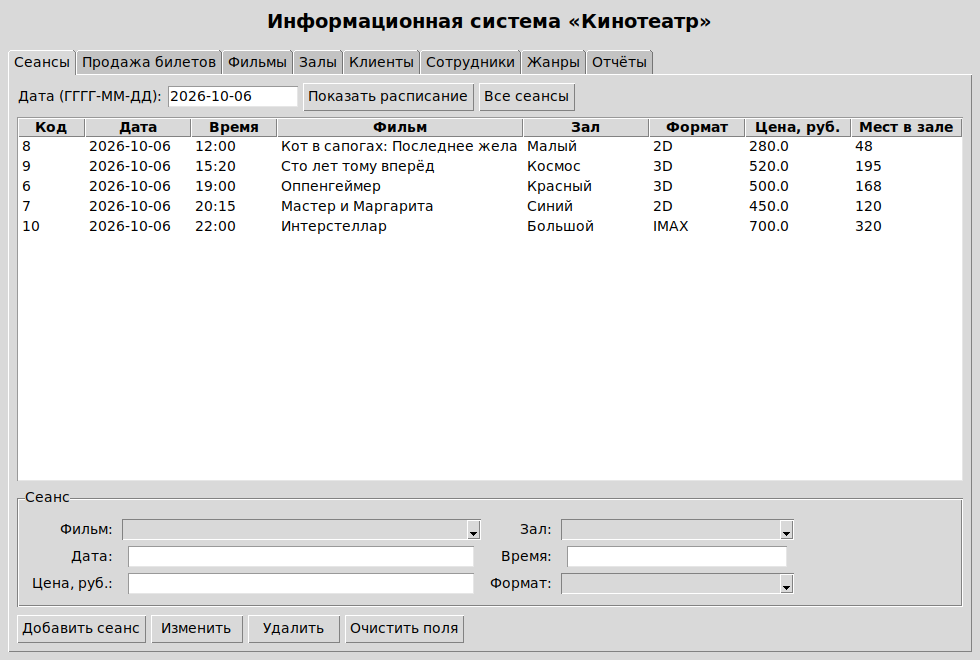 Информационная система «Кинотеатр»
Сеансы Продажа билетов Фильмы Залы Клиенты Сотрудники Жанры Отчёты
Дата (ГГГГ-ММ-ДД): 2026-10-06 Показать расписание Все сеансы
Код Дата Время Фильм Зал Формат Цена, руб. Мест в зале
8 2026-10-06 12:00 Кот в сапогах: Последнее жела Малый 2D 280.0 48
9 2026-10-06 15:20 Сто лет тому вперёд Космос 3D 520.0 195
6 2026-10-06 19:00 Оппенгеймер Красный 3D 500.0 168
7 2026-10-06 20:15 Мастер и Маргарита Синий 2D 450.0 120
10 2026-10-06 22:00 Интерстеллар Большой IMAX 700.0 320
Сеанс
Фильм: Зал:
Дата: Время:
Цена, руб.: Формат:
Добавить сеанс Изменить Удалить Очистить поля